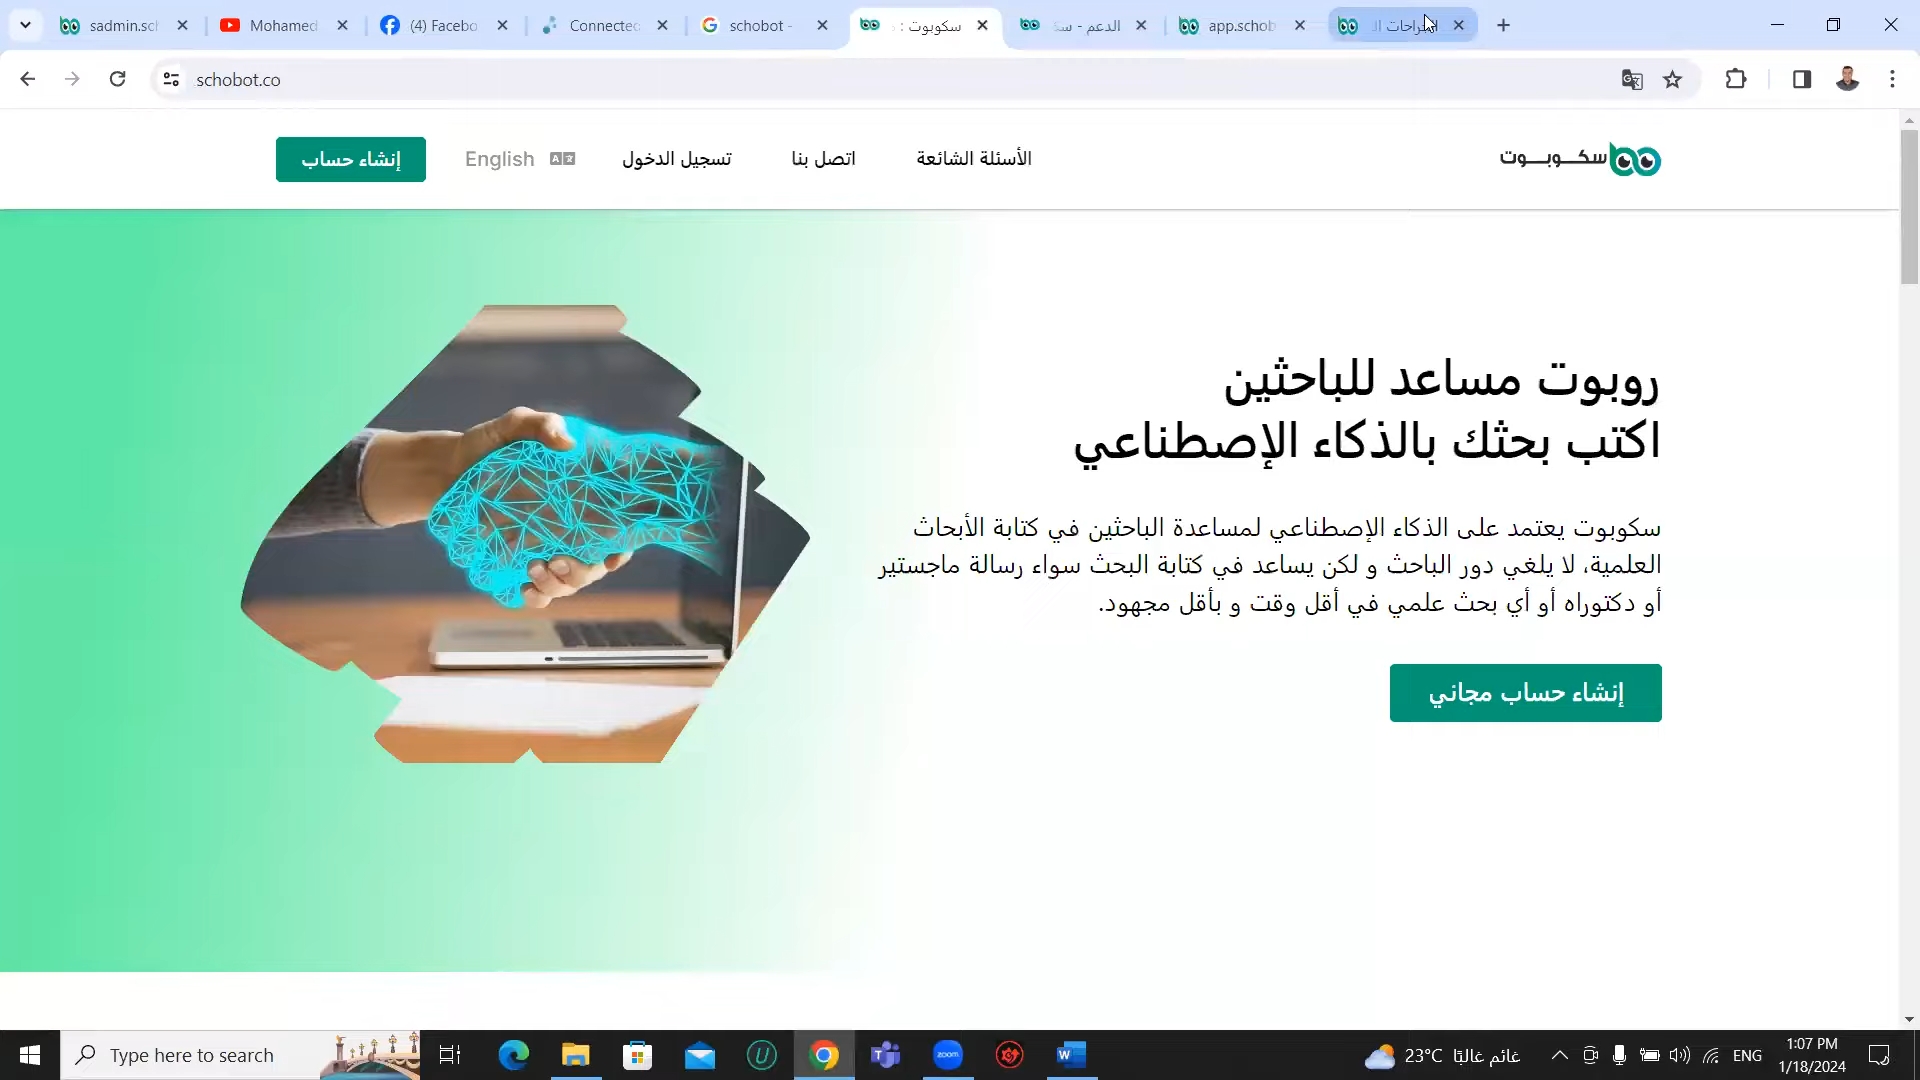 sadmin.sch
Mohamed
(4) Facebo
Connected
schobot -
سكوبوت :
الدعم - سك
app.schob
schobot.co
إنشاء حساب
English
تسجيل الدخول
اتصل بنا
الأسئلة الشائعة
سكوبوت
روبوت مساعد للباحثين
اكتب بحثك بالذكاء الإصطناعي
سكوبوت يعتمد على الذكاء الإصطناعي لمساعدة الباحثين في كتابة الأبحاث
العلمية، لا يلغي دور الباحث و لكن يساعد في كتابة البحث سواء رسالة ماجستير
أو دكتوراه أو أي بحث علمي في أقل وقت و بأقل مجهود.
إنشاء حساب مجاني
Type here to search
zoom
23°C غائم غالبًا
ENG
1:07 PM
1/18/2024